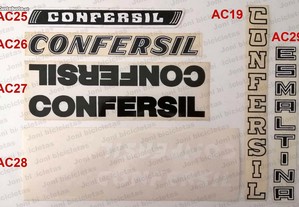 AC25
CONFERSIL
AC19
AC26
CONFERSIL
AC29
CONFERSIL
AC27
CONFERSIL
AC28
CONFERSIL
ESMALTINA